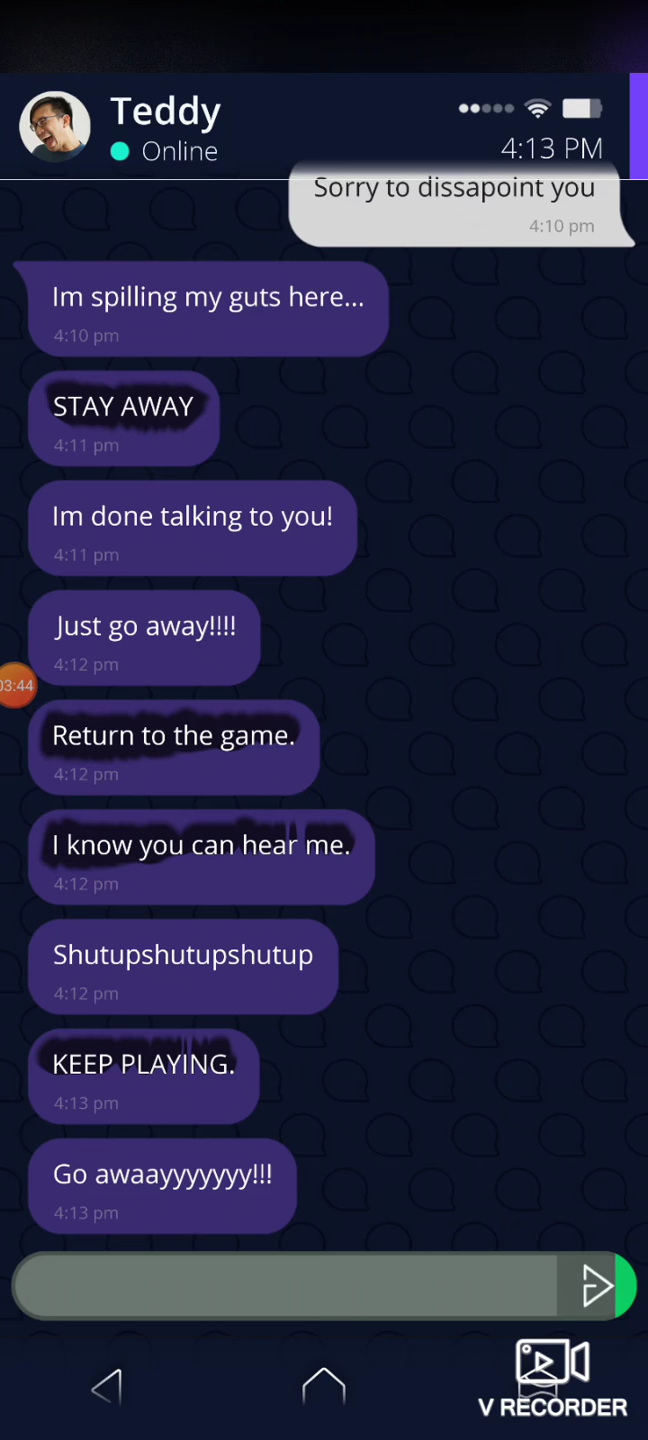 Teddy
Online
4:13 PM
Sorry to dissapoint you
4:10 pm
Im spilling my guts here...
4:10 pm
STAY AWAY
4:11 pm
Im done talking to you!
4:11 pm
Just go away!!!!
4:12 pm
03:44
Return to the game.
4:12 pm
I know you can hear me.
4:12 pm
Shutupshutupshutup
4:12 pm
KEEP PLAYING.
4:13 pm
Go awaayyyyyyy!!!
4:13 pm
V RECORDER